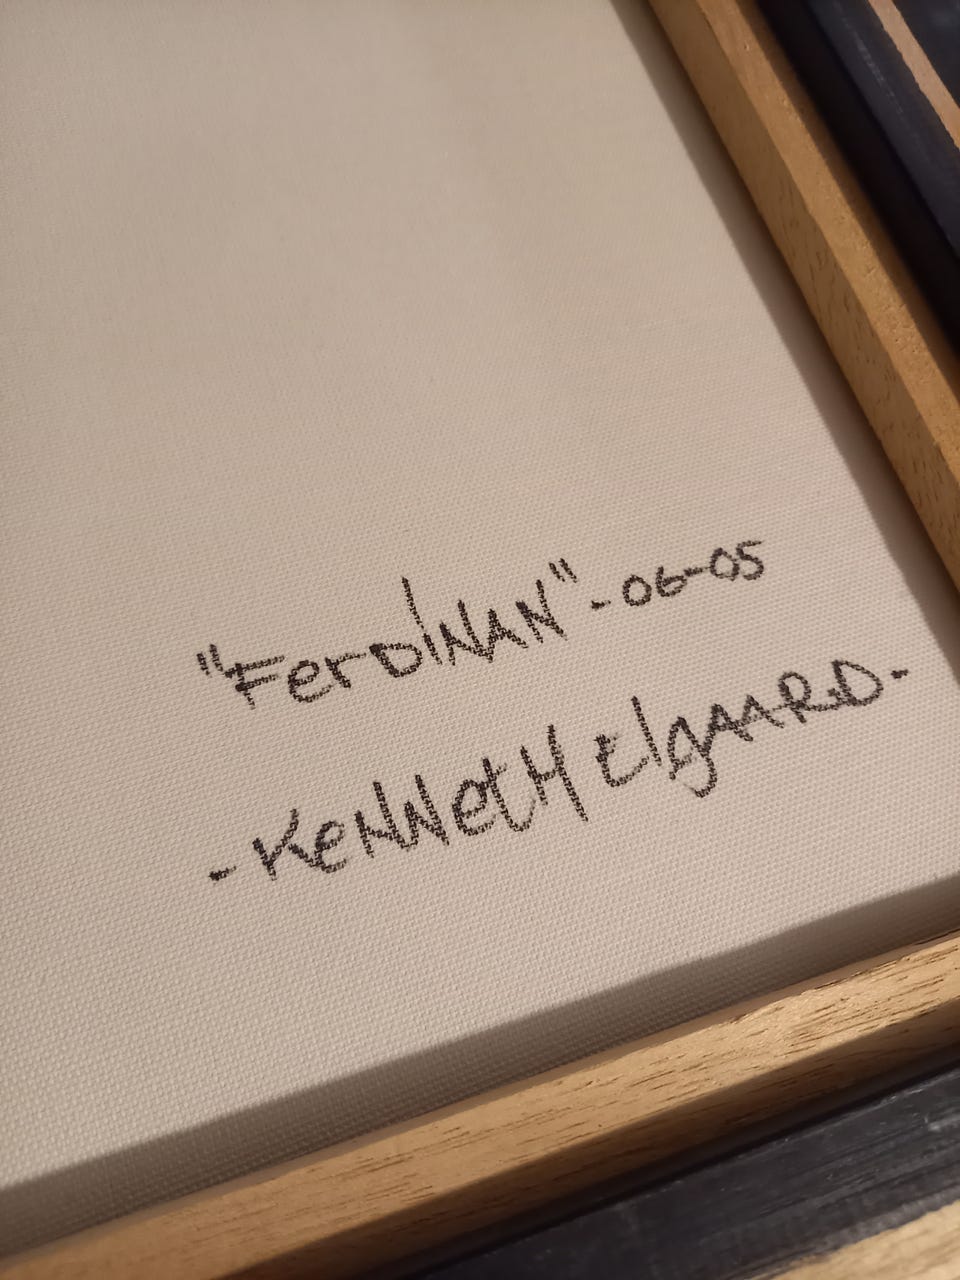 "FerDINAN" - 06-05
- KeNNetH elgAARD -